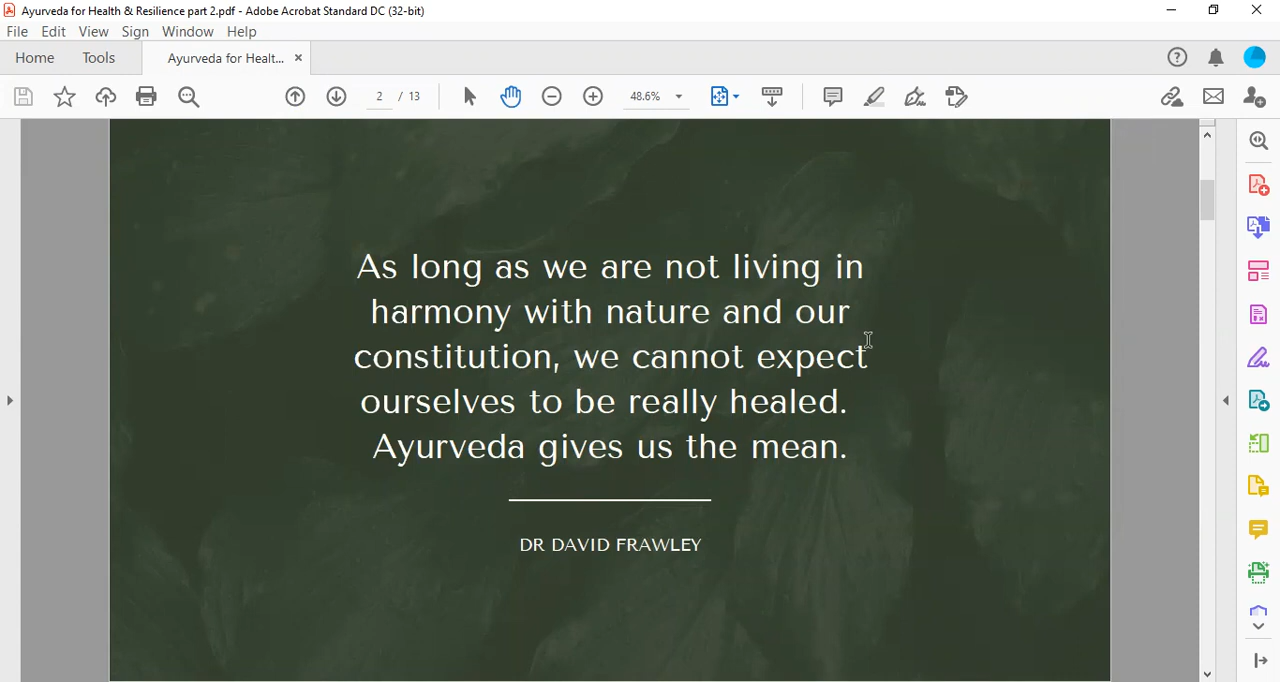 Ayurveda for Health & Resilience part 2.pdf - Adobe Acrobat Standard DC (32-bit)
File Edit View Sign Window Help
Home Tools Ayurveda for Healt... ×
2 / 13 48.6%
As long as we are not living in
harmony with nature and our
constitution, we cannot expect
ourselves to be really healed.
Ayurveda gives us the mean.
DR DAVID FRAWLEY